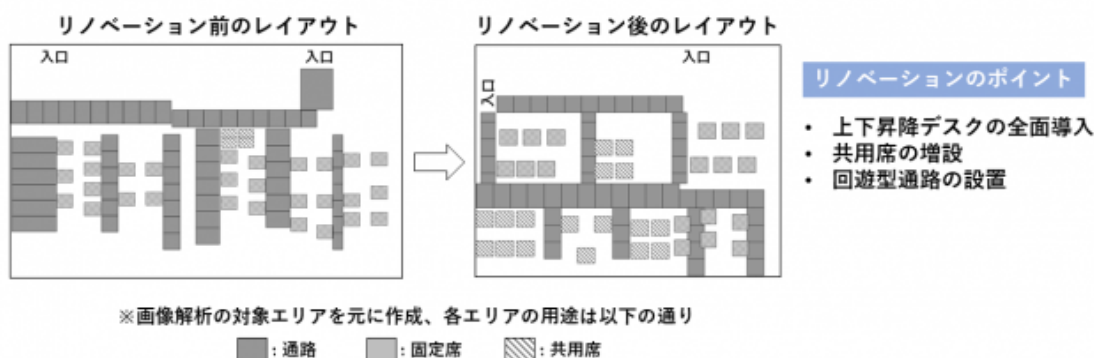 リノベーション前のレイアウト
入口
入口
リノベーション後のレイアウト
入口
入口
リノベーションのポイント
• 上下昇降デスクの全面導入
• 共用席の増設
• 回遊型通路の設置
※画像解析の対象エリアを元に作成、各エリアの用途は以下の通り
: 通路 : 固定席 : 共用席